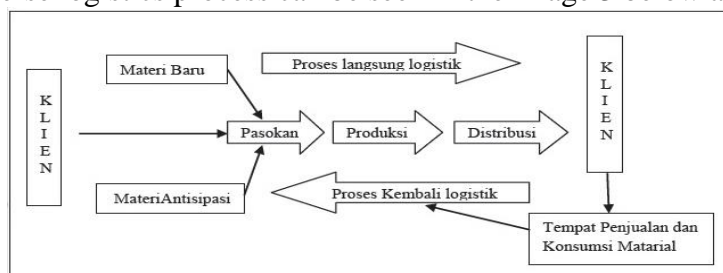 logistics process can be seen in the image 3 below
Materi Baru
Proses langsung logistik
K
L
I
E
N
K
L
I
E
N
Pasokan
Produksi
Distribusi
MateriAntisipasi
Proses Kembali logistik
Tempat Penjualan dan
Konsumsi Matarial